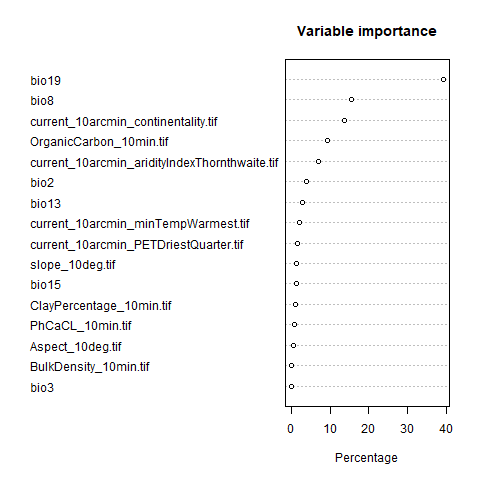 Variable importance
bio19
bio8
current_10arcmin_continentality.tif
OrganicCarbon_10min.tif
current_10arcmin_aridityIndexThornthwaite.tif
bio2
bio13
current_10arcmin_minTempWarmest.tif
current_10arcmin_PETDriestQuarter.tif
slope_10deg.tif
bio15
ClayPercentage_10min.tif
PhCaCL_10min.tif
Aspect_10deg.tif
BulkDensity_10min.tif
bio3
0 10 20 30 40
Percentage